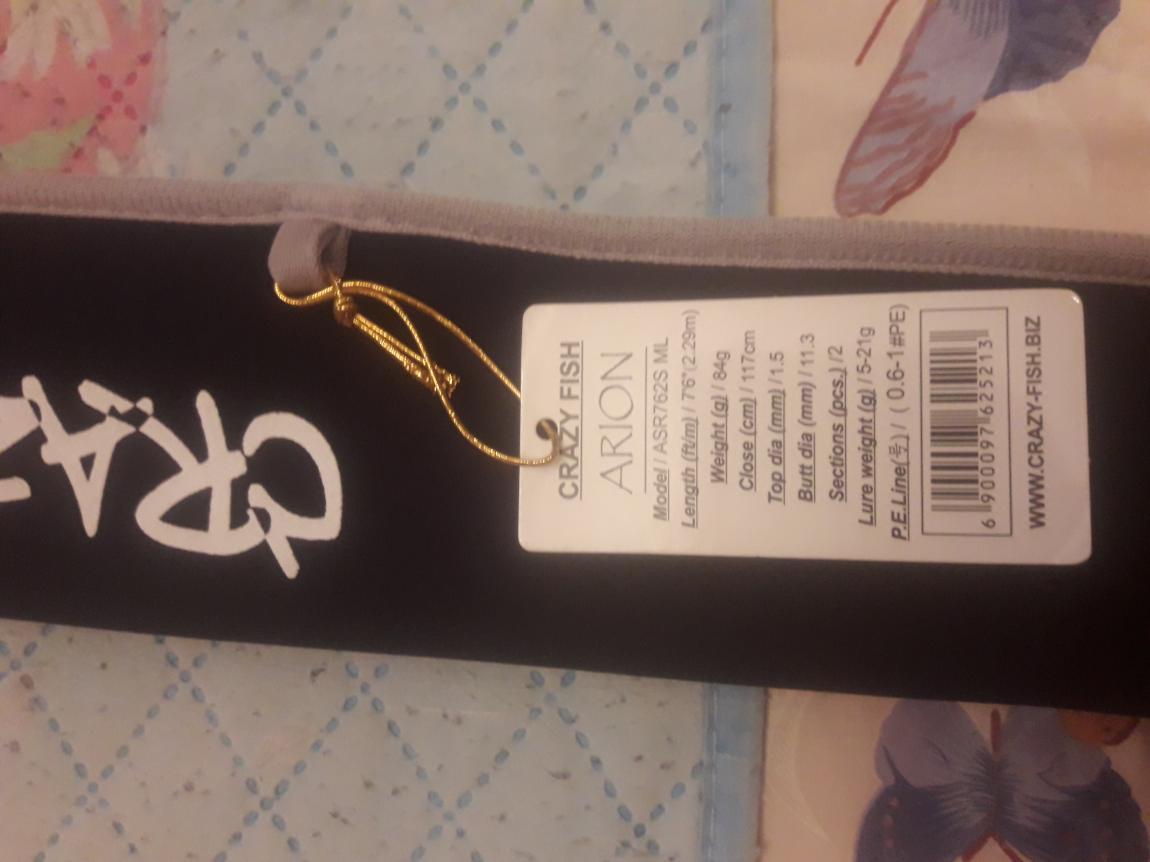 CRA
CRAZY FISH
ARION
Model / ASR762S ML
Length (ft/m) / 7'6" (2.29m)
Weight (g) / 84g
Close (cm) / 117cm
Top dia (mm) / 1.5
Butt dia (mm) / 11.3
Sections (pcs.) /2
Lure weight (g) / 5-21g
P.E.Line(号) / ( 0.6-1#PE)
6 900097 625213
WWW.CRAZY-FISH.BIZ